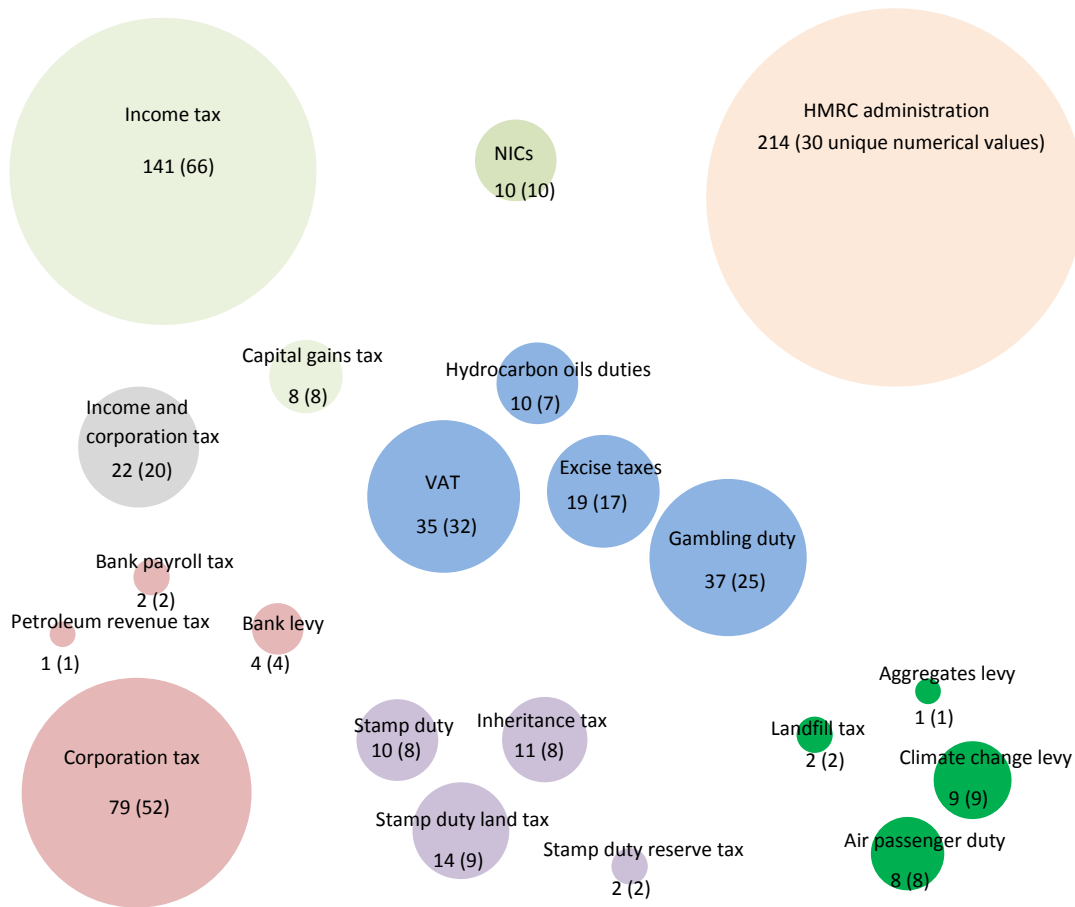 Income tax
141 (66)
NICs
10 (10)
HMRC administration
214 (30 unique numerical values)
Capital gains tax
8 (8)
Hydrocarbon oils duties
10 (7)
Income and
corporation tax
22 (20)
VAT
35 (32)
Excise taxes
19 (17)
Gambling duty
37 (25)
Bank payroll tax
2 (2)
Petroleum revenue tax
1 (1)
Bank levy
4 (4)
Corporation tax
79 (52)
Stamp duty
10 (8)
Inheritance tax
11 (8)
Stamp duty land tax
14 (9)
Stamp duty reserve tax
2 (2)
Aggregates levy
1 (1)
Landfill tax
2 (2)
Climate change levy
9 (9)
Air passenger duty
8 (8)